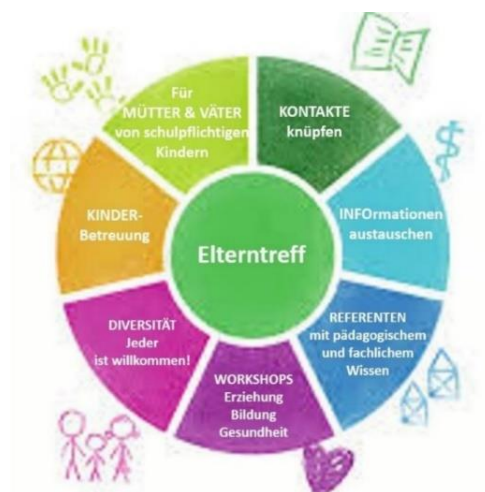 Für
MÜTTER & VÄTER
von schulpflichtigen
Kindern
KONTAKTE
knüpfen
INFOrmationen
austauschen
REFERENTEN
mit pädagogischem
und fachlichem
Wissen
WORKSHOPS
Erziehung
Bildung
Gesundheit
DIVERSITÄT
Jeder
ist willkommen!
KINDER-
Betreuung
Elterntreff